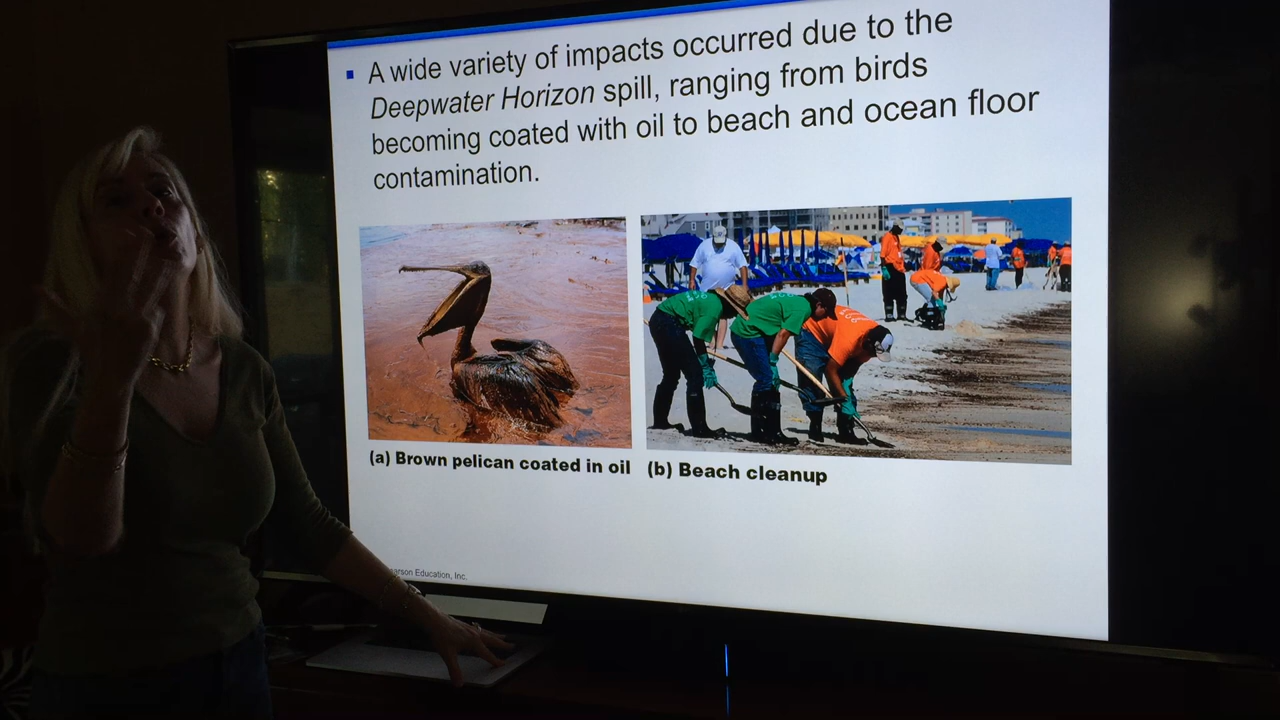 A wide variety of impacts occurred due to the
Deepwater Horizon spill, ranging from birds
becoming coated with oil to beach and ocean floor
contamination.
(a) Brown pelican coated in oil
(b) Beach cleanup
Education, Inc.